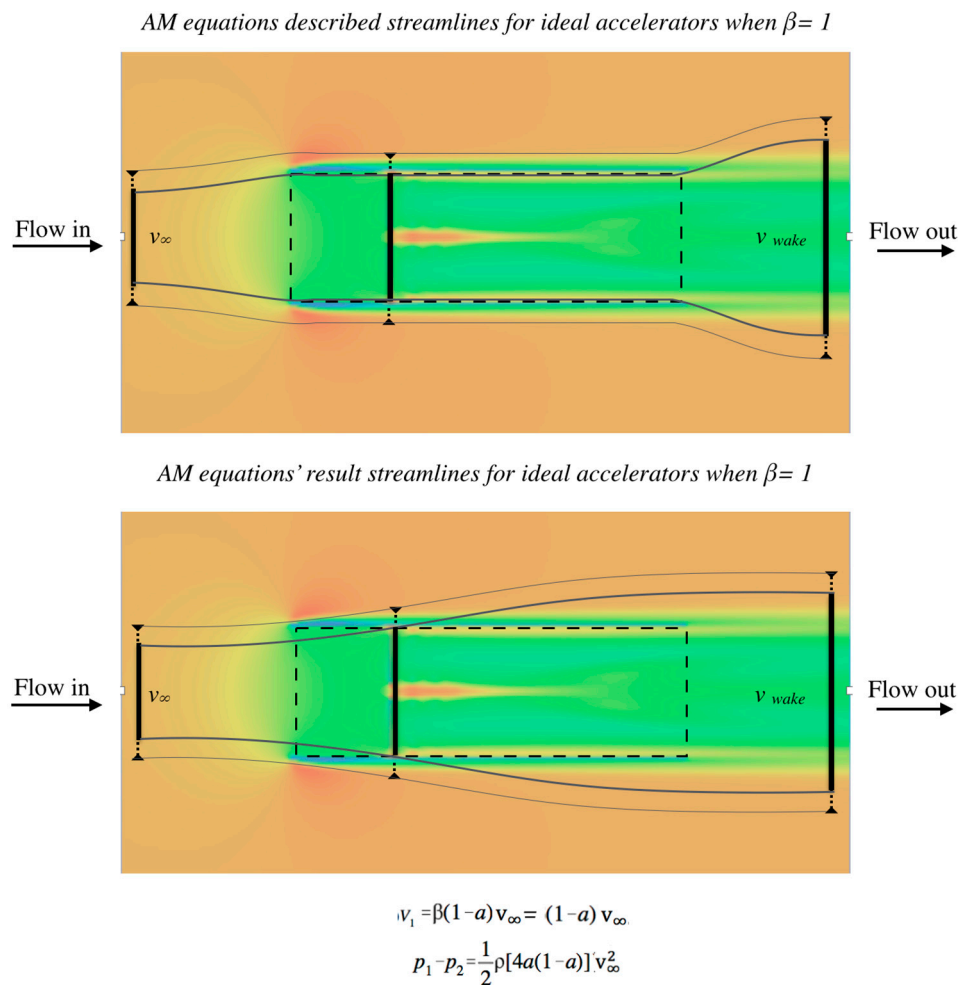 AM equations described streamlines for ideal accelerators when β= 1
Flow in
v∞
v wake
Flow out
AM equations’ result streamlines for ideal accelerators when β= 1
Flow in
v∞
v wake
Flow out
v₁ =β(1−a)v∞= (1−a) v∞
p₁−p₂=1/2ρ[4a(1−a)]v∞²